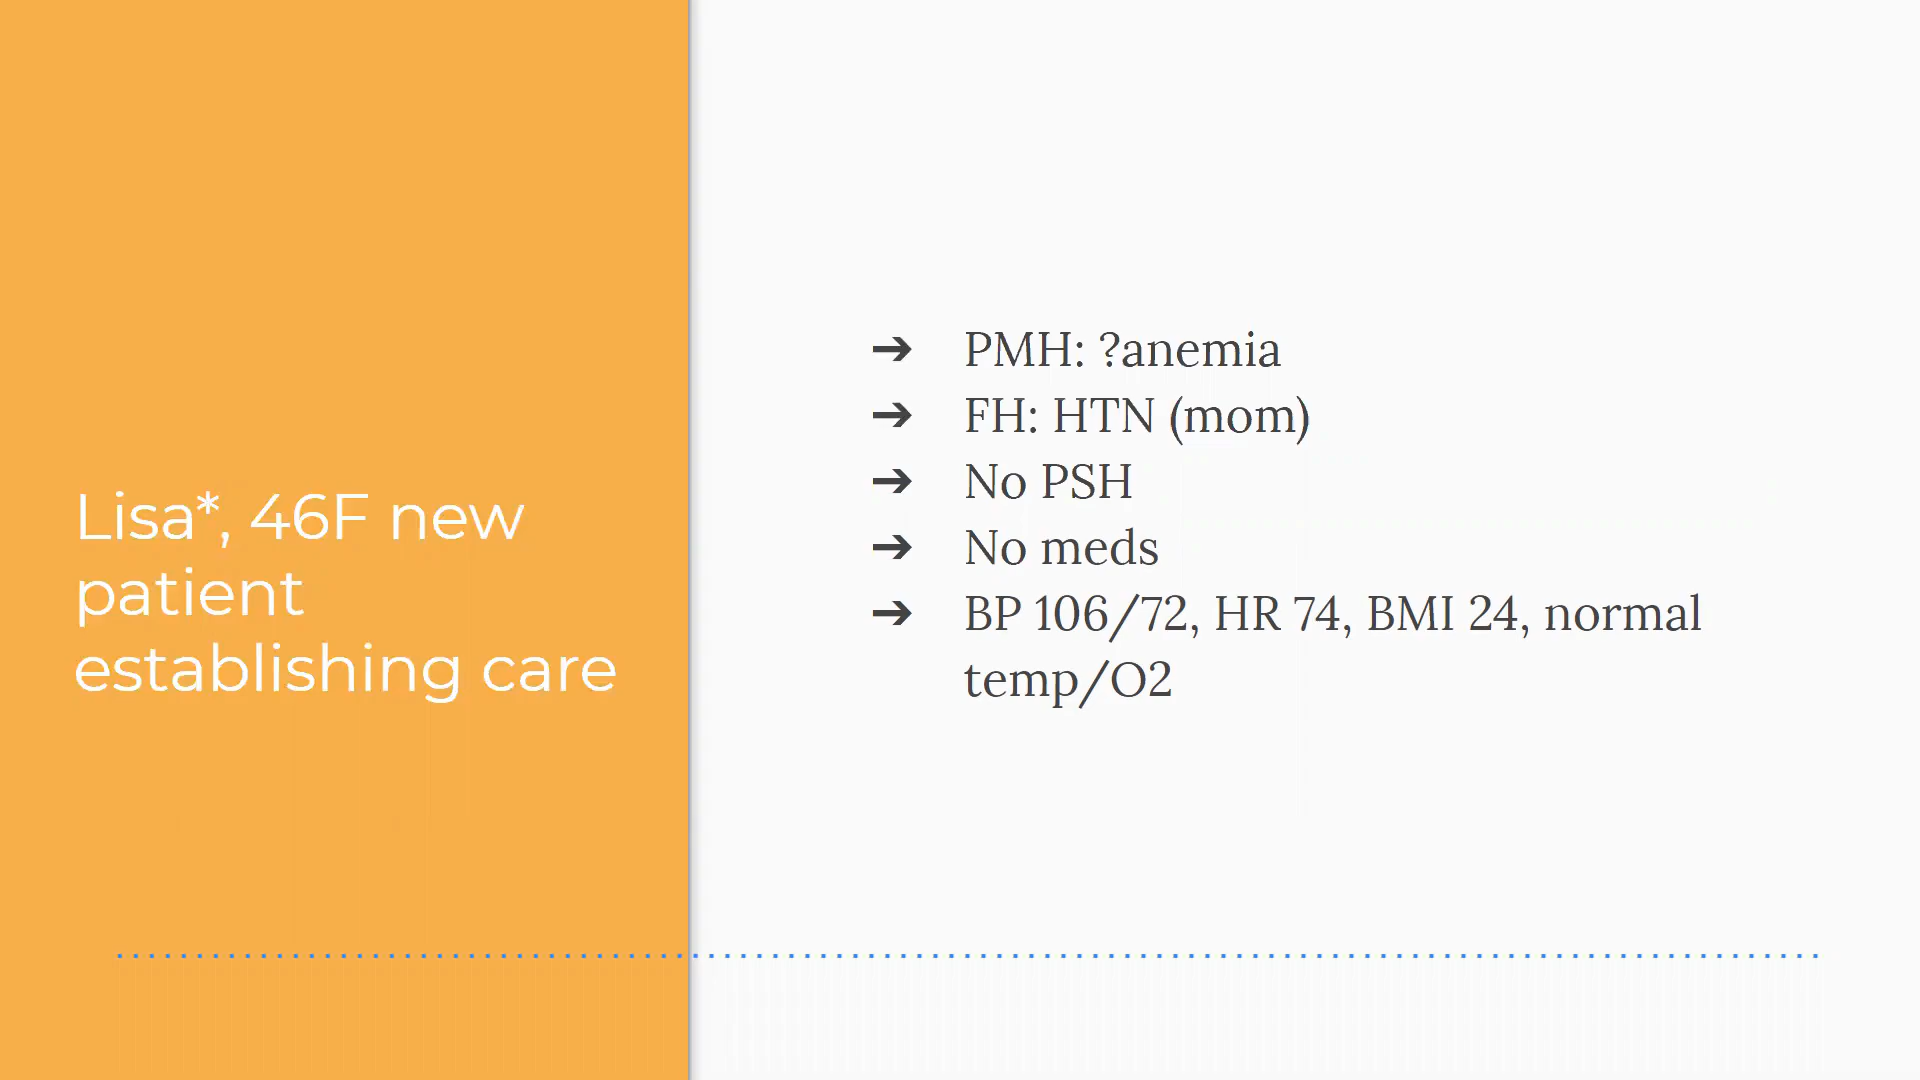 Lisa*, 46F new
patient
establishing care
➔ PMH: ?anemia
➔ FH: HTN (mom)
➔ No PSH
➔ No meds
➔ BP 106/72, HR 74, BMI 24, normal
temp/O2